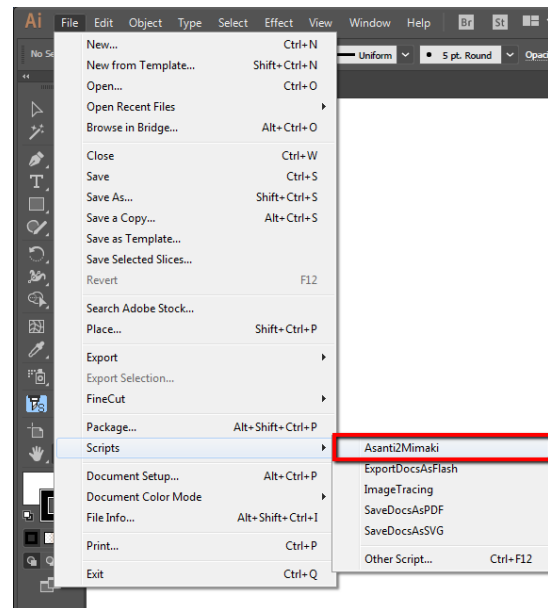 Ai File Edit Object Type Select Effect View Window Help Br St
No Se Uniform 5 pt. Round Opaci
New... Ctrl+N
New from Template... Shift+Ctrl+N
Open... Ctrl+O
Open Recent Files
Browse in Bridge... Alt+Ctrl+O
Close Ctrl+W
Save Ctrl+S
Save As... Shift+Ctrl+S
Save a Copy... Alt+Ctrl+S
Save as Template...
Save Selected Slices...
Revert F12
Search Adobe Stock...
Place... Shift+Ctrl+P
Export
Export Selection...
FineCut
Package... Alt+Shift+Ctrl+P
Scripts
Document Setup... Alt+Ctrl+P
Document Color Mode
File Info... Alt+Shift+Ctrl+I
Print... Ctrl+P
Exit Ctrl+Q
Asanti2Mimaki
ExportDocsAsFlash
ImageTracing
SaveDocsAsPDF
SaveDocsAsSVG
Other Script... Ctrl+F12